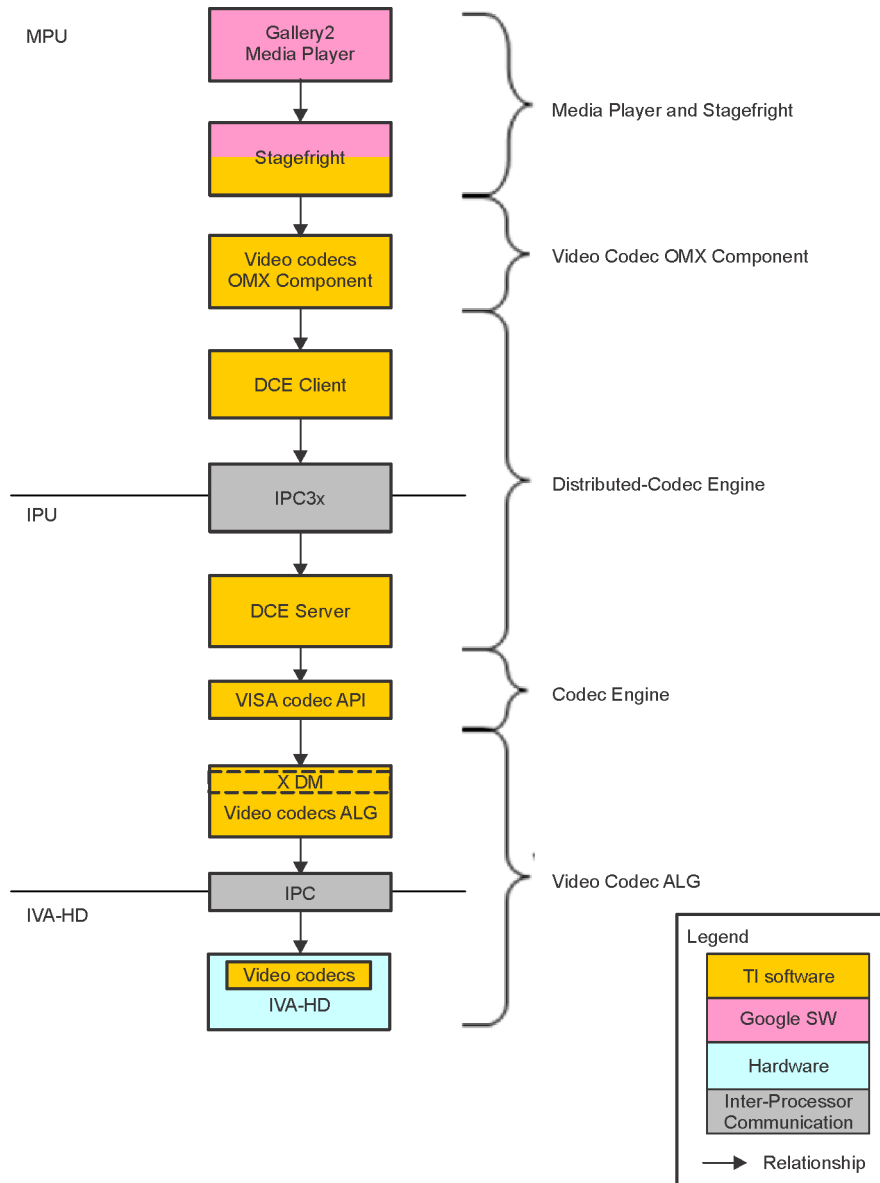 MPU
Gallery2
Media Player
Media Player and Stagefright
Stagefright
Video codecs
OMX Component
Video Codec OMX Component
DCE Client
IPC3x
Distributed-Codec Engine
IPU
DCE Server
VISA codec API
Codec Engine
X DM
Video codecs ALG
IPC
Video Codec ALG
IVA-HD
Video codecs
IVA-HD
Legend
TI software
Google SW
Hardware
Inter-Processor
Communication
Relationship